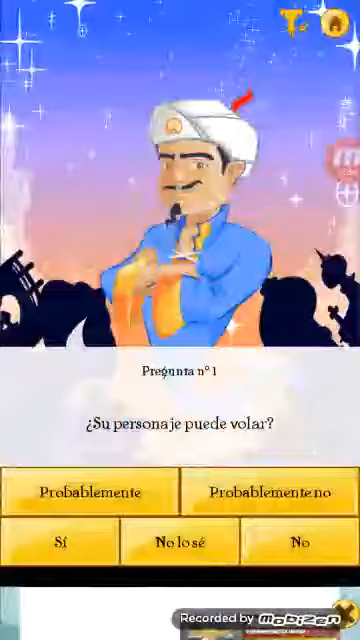 Pregunta nº 1
¿Su personaje puede volar?
Probablemente
Probablemente no
Sí
No lo sé
No
Recorded by MOBIZEN